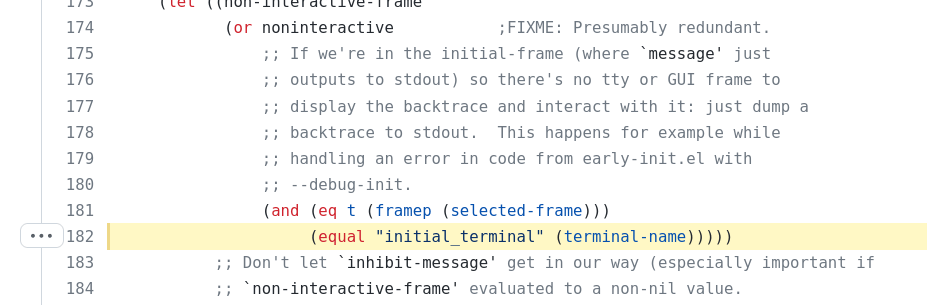 173 (let ((non-interactive-frame
174 (or noninteractive ;FIXME: Presumably redundant.
175 ;; If we're in the initial-frame (where `message' just
176 ;; outputs to stdout) so there's no tty or GUI frame to
177 ;; display the backtrace and interact with it: just dump a
178 ;; backtrace to stdout.  This happens for example while
179 ;; handling an error in code from early-init.el with
180 ;; --debug-init.
181 (and (eq t (framep (selected-frame)))
182 (equal "initial_terminal" (terminal-name)))))
183 ;; Don't let `inhibit-message' get in our way (especially important if
184 ;; `non-interactive-frame' evaluated to a non-nil value.